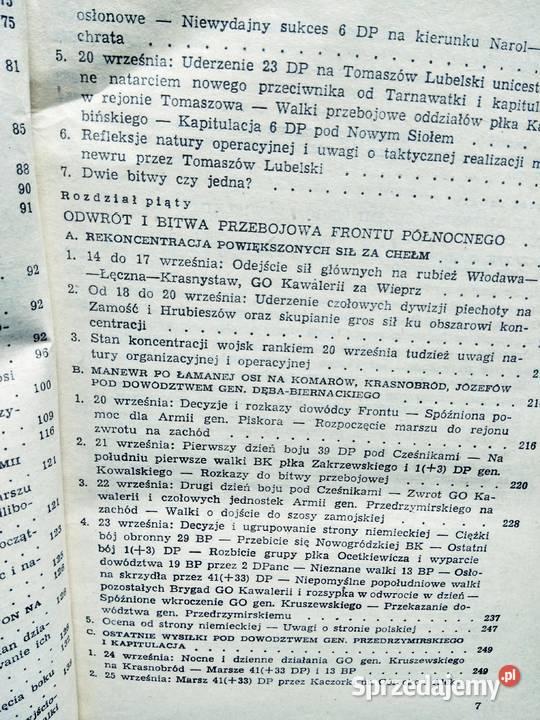 75
81
85
88
90
91
92
92
92
96
100
109
116
121
123
125
126
128
osłonowe — Niewydajny sukces 6 DP na kierunku Narol—
chrata
5. 20 września: Uderzenie 23 DP na Tomaszów Lubelski unicest
ne natarciem nowego przeciwnika od Tarnawatki i kapitul
w rejonie Tomaszowa — Walki przebojowe oddziałów płka Ka
bińskiego — Kapitulacja 6 DP pod Nowym Siołem
6. Refleksje natury operacyjnej i uwagi o taktycznej realizacji m
newru przez Tomaszów Lubelski
7. Dwie bitwy czy jedna?
Rozdział piąty
ODWRÓT I BITWA PRZEBOJOWA FRONTU PÓŁNOCNEGO
A. REKONCENTRACJA POWIĘKSZONYCH SIŁ ZA CHEŁM
1. 14 do 17 września: Odejście sił głównych na rubież Włodawa—
—Łęczna—Krasnystaw, GO Kawalerii za Wieprz
2. Od 18 do 20 września: Uderzenie czołowych dywizji piechoty na
Zamość i Hrubieszów oraz skupianie gros sił ku obszarowi kon-
centracji
3. Stan koncentracji wojsk rankiem 20 września tudzież uwagi na-
tury organizacyjnej i operacyjnej
B. MANEWR PO ŁAMANEJ OSI NA KOMARÓW, KRASNOBRÓD, JÓZEFÓW
POD DOWÓDZTWEM GEN. DĘBA-BIERNACKIEGO
1. 20 września: Decyzje i rozkazy dowódcy Frontu — Spóźniona po-
moc dla Armii gen. Piskora — Rozpoczęcie marszu do rejonu
zwrotu na zachód 216
2. 21 września: Pierwszy dzień boju 39 DP pod Cześnikami — Na
południu pierwsze walki BK płka Zakrzewskiego i 1(+3) DP gen.
Kowalskiego — Rozkazy do bitwy przebojowej 220
3. 22 września: Drugi dzień boju pod Cześnikami — Zwrot GO Ka-
walerii i czołowych jednostek Armii gen. Przedrzymirskiego na
zachód — Walki o dojście do szosy zamojskiej 228
4. 23 września: Decyzje i ugrupowanie strony niemieckiej — Ciężki
bój obronny 29 BP — Przebicie się Nowogródzkiej BK — Ostatni
bój 1(+3) DP — Rozbicie grupy płka Ocetkiewicza i wyparcie
dowództwa 19 BP przez 2 DPanc — Nieznane walki 13 BP — Osło-
na skrzydła przez 41(+33) DP — Niepomyślne popołudniowe walki
pozostałych Brygad GO Kawalerii i rozsypka w odwrocie w dzień —
Spóźnione wkroczenie GO gen. Kruszewskiego — Przekazanie do-
wództwa gen. Przedrzymirskiemu 237
5. Ocena od strony niemieckiej — Uwagi o stronie polskiej 247
C. OSTATNIE WYSIŁKI POD DOWÓDZTWEM GEN. PRZEDRZYMIRSKIEGO
I KAPITULACJA 249
1. 24 września: Nocne i dzienne działania GO gen. Kruszewskiego
na Krasnobród — Marsze 41(+33 DP) i 13 BP 249
2. 25 września: Marsz 41(+33) DP przez
7
Sprzedajemy.pl